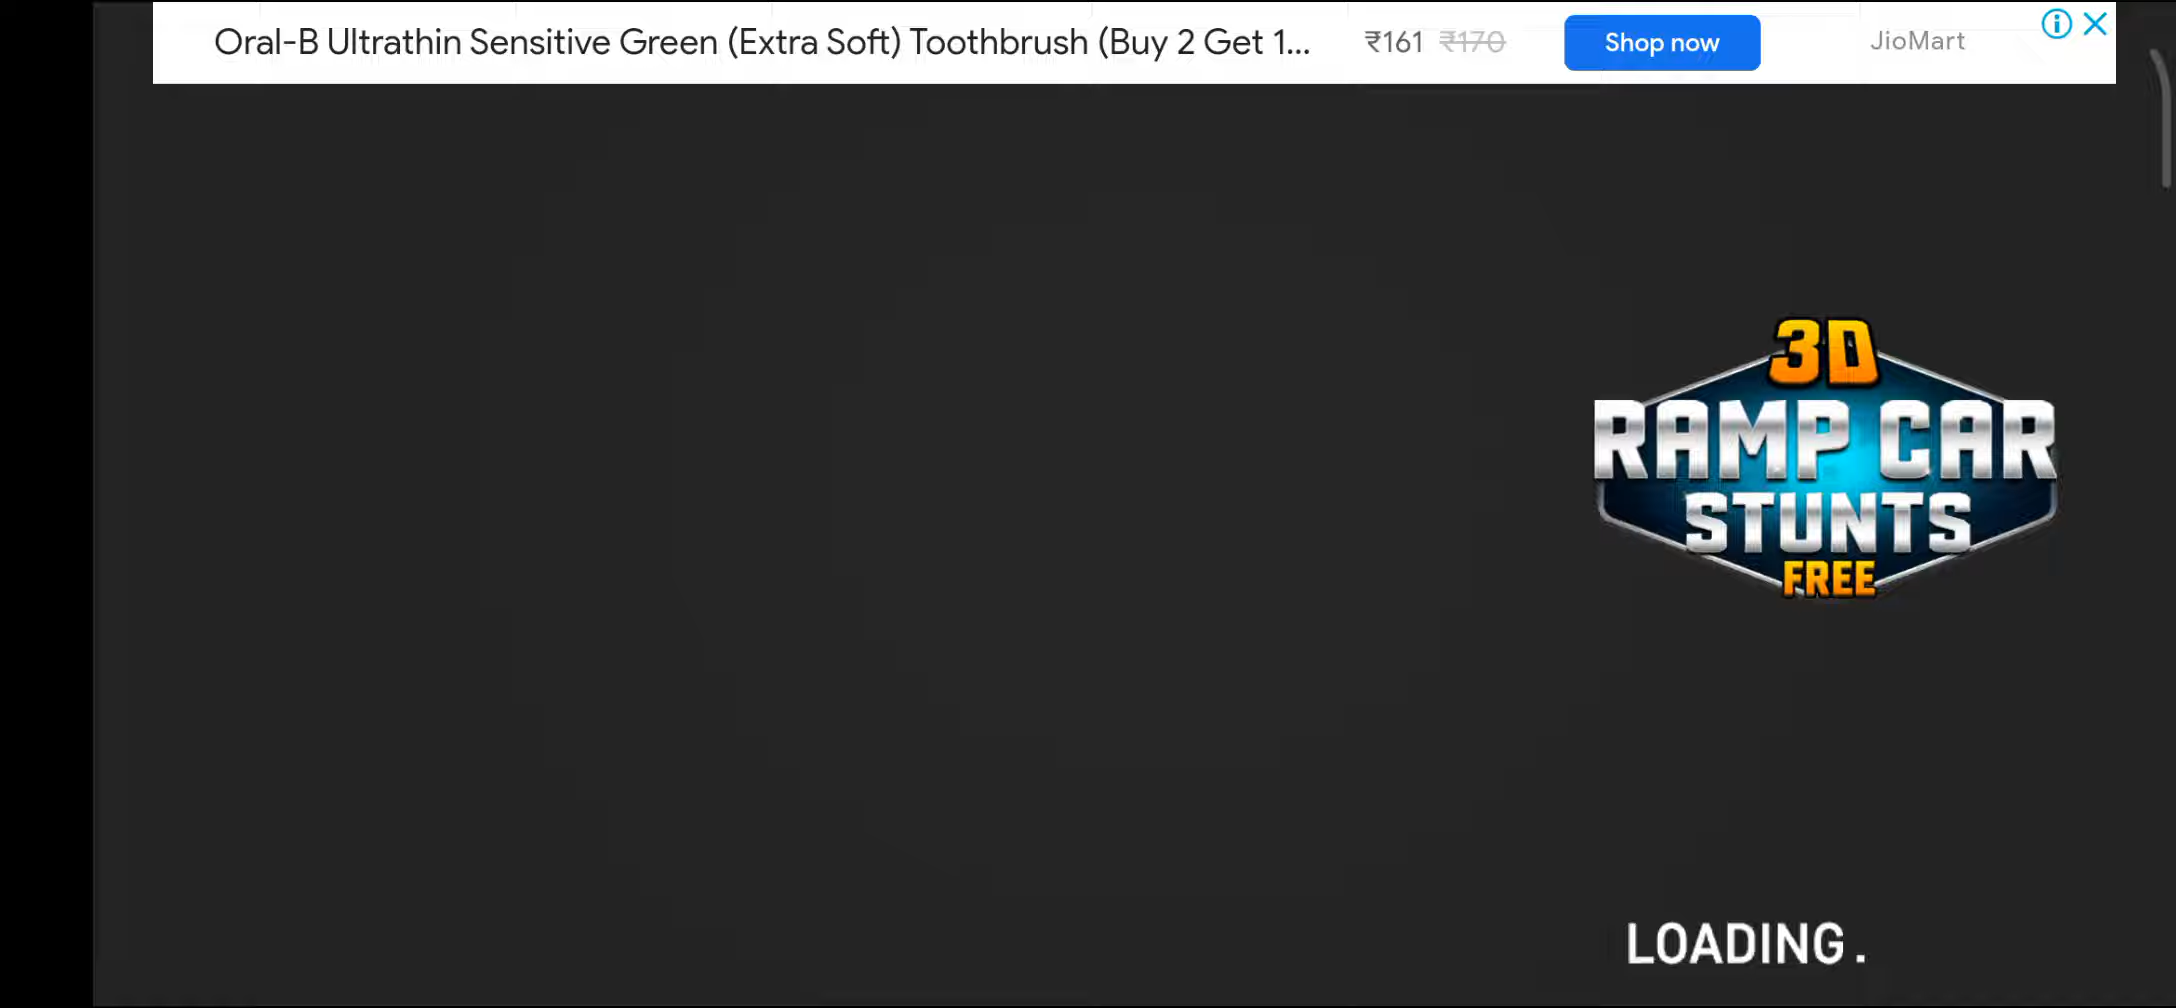 Oral-B Ultrathin Sensitive Green (Extra Soft) Toothbrush (Buy 2 Get 1... ₹161 ₹170 Shop now JioMart
3D
RAMP CAR
STUNTS
FREE
LOADING.